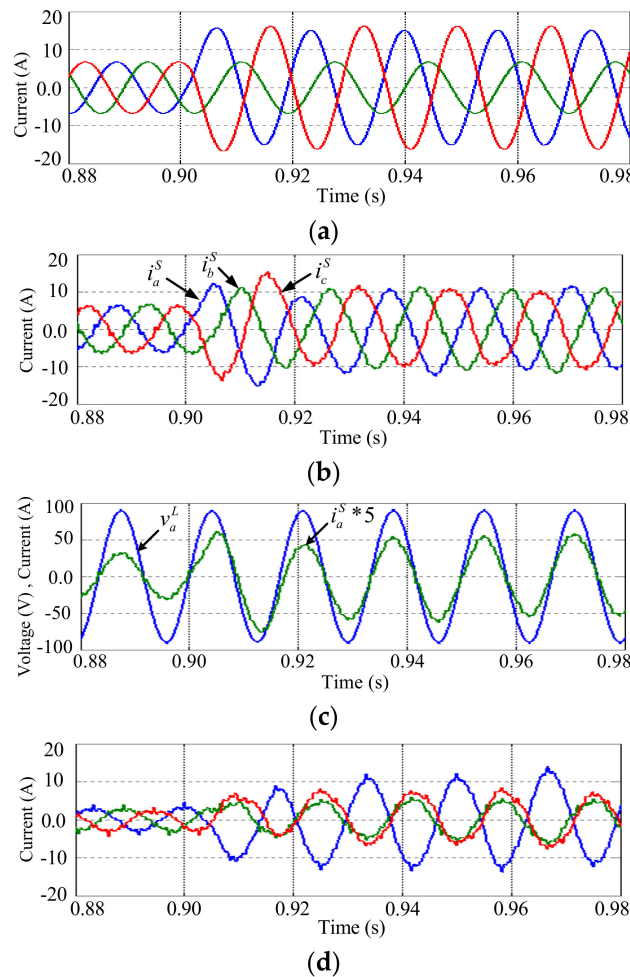 20
10
0.0
-10
-20
Current (A)
0.88 0.90 0.92 0.94 0.96 0.98
Time (s)
(a)
20
10
0.0
-10
-20
Current (A)
i_a^S
i_b^S
i_c^S
0.88 0.90 0.92 0.94 0.96 0.98
Time (s)
(b)
100
50
0.0
-50
-100
Voltage (V) , Current (A)
v_a^L
i_a^S *5
0.88 0.90 0.92 0.94 0.96 0.98
Time (s)
(c)
20
10
0.0
-10
-20
Current (A)
0.88 0.90 0.92 0.94 0.96 0.98
Time (s)
(d)